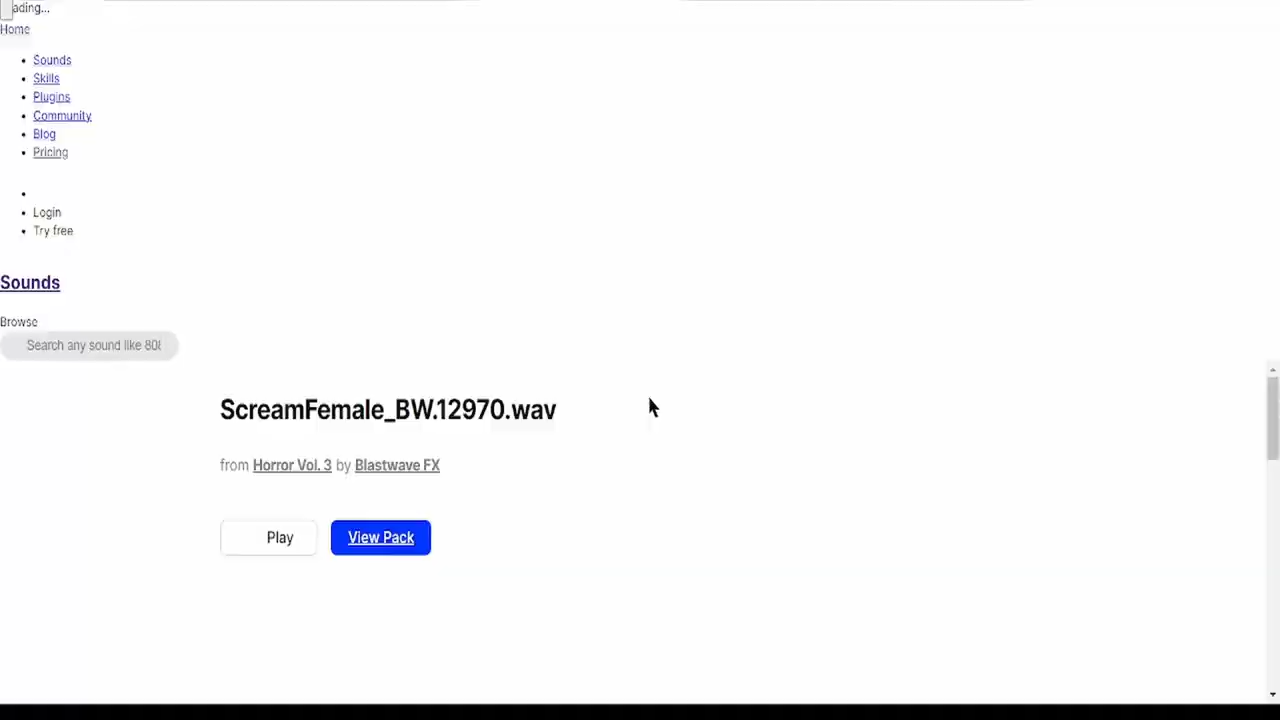 ading...
Home
Sounds
Skills
Plugins
Community
Blog
Pricing
Login
Try free
Sounds
Browse
Search any sound like 808
ScreamFemale_BW.12970.wav
from Horror Vol. 3 by Blastwave FX
Play
View Pack